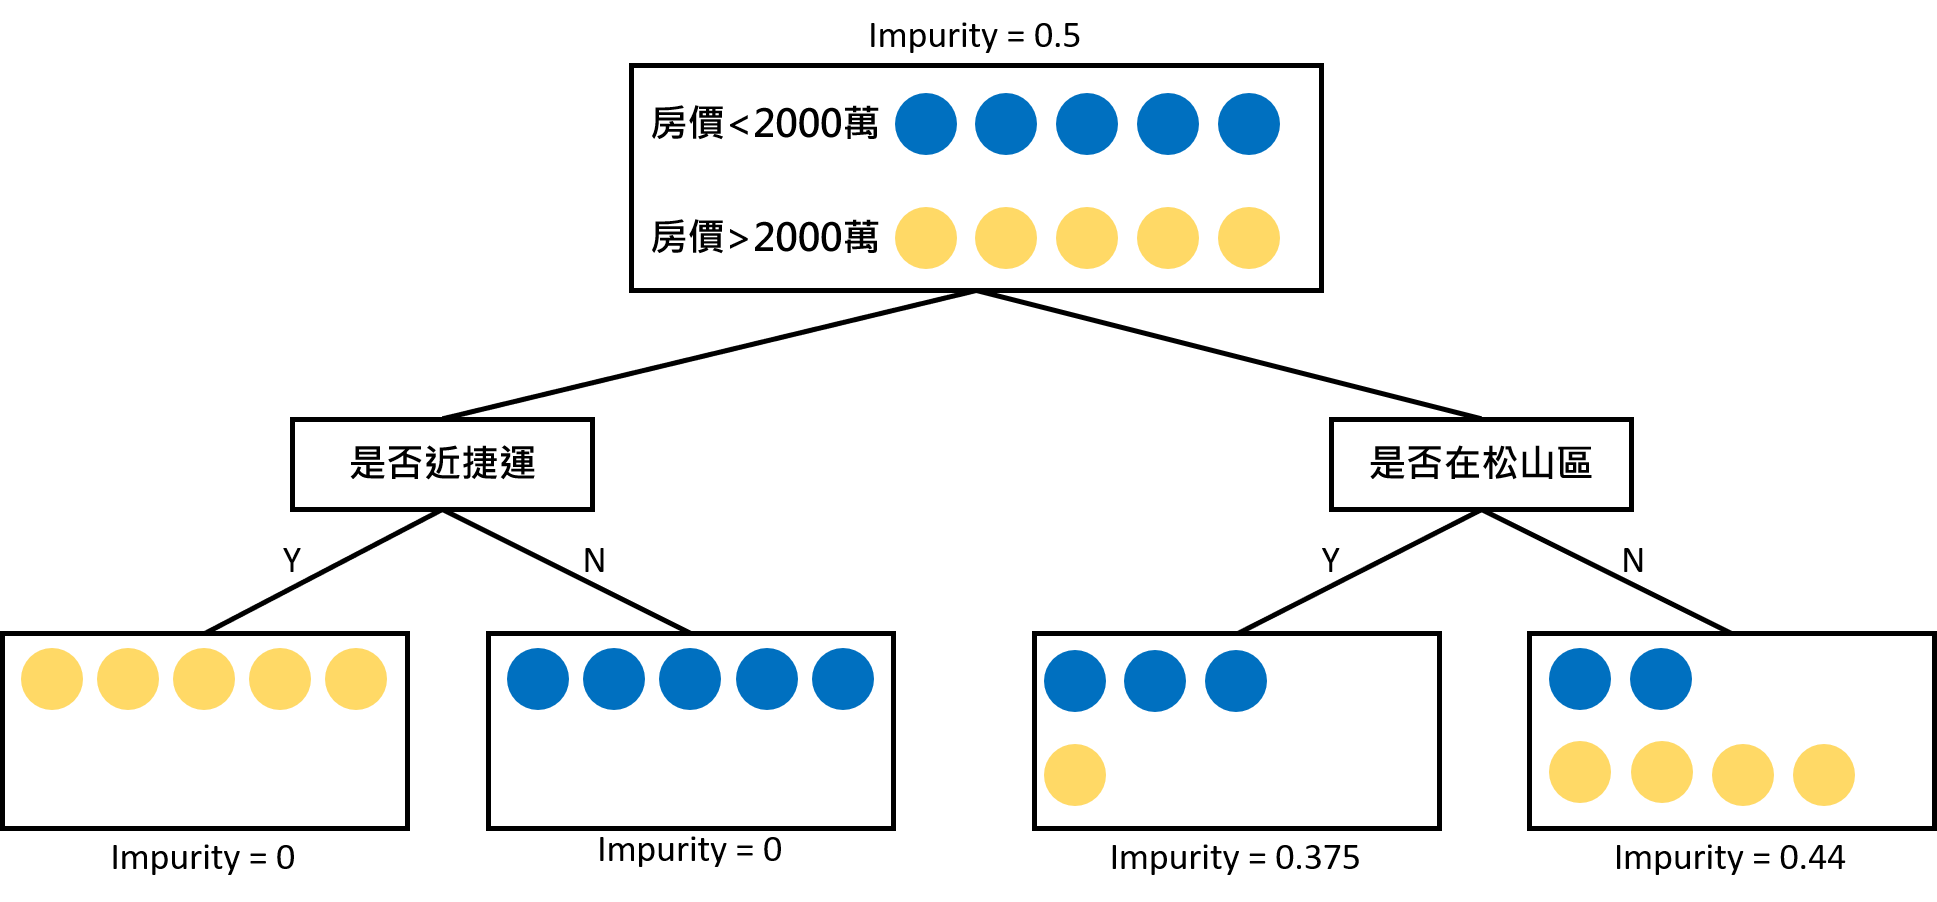 Impurity = 0.5
房價<2000萬
房價>2000萬
是否近捷運
是否在松山區
Y
N
Y
N
Impurity = 0
Impurity = 0
Impurity = 0.375
Impurity = 0.44